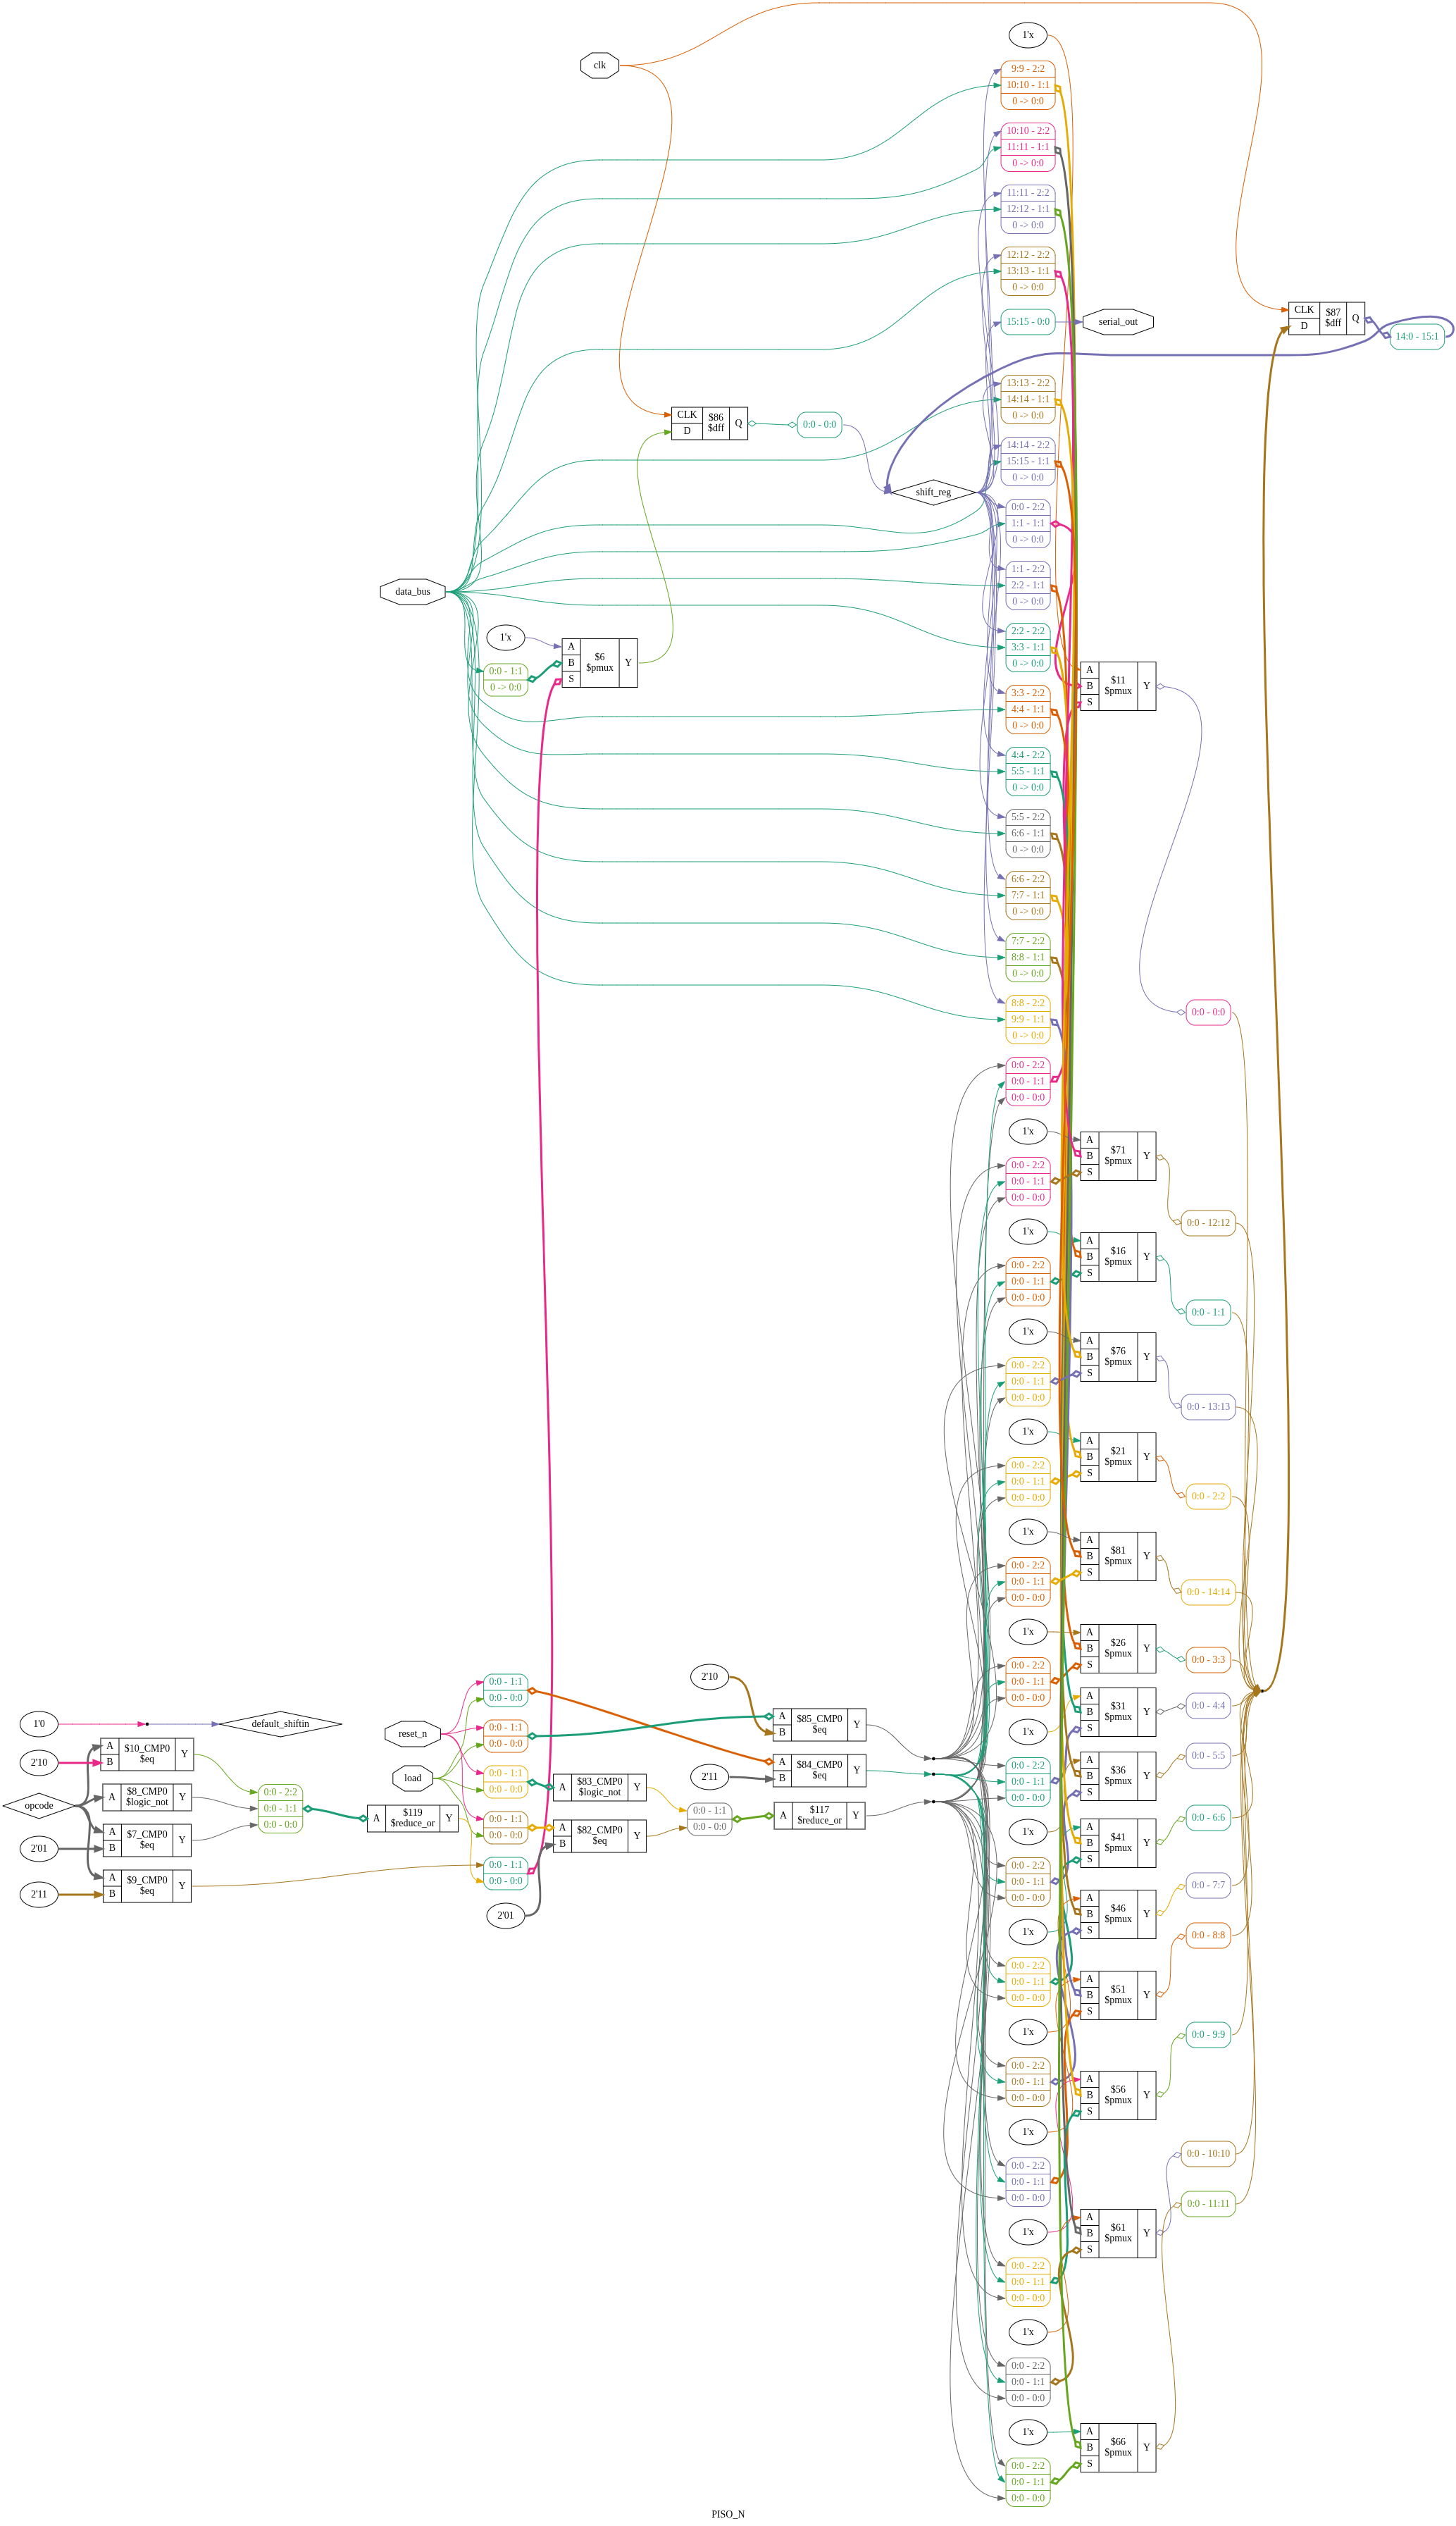 clk
1'x
9:9 - 2:2
10:10 - 1:1
0 -> 0:0
10:10 - 2:2
11:11 - 1:1
0 -> 0:0
11:11 - 2:2
12:12 - 1:1
0 -> 0:0
12:12 - 2:2
13:13 - 1:1
0 -> 0:0
15:15 - 0:0
serial_out
CLK
D
$87
$dff
Q
14:0 - 15:1
13:13 - 2:2
14:14 - 1:1
0 -> 0:0
CLK
D
$86
$dff
Q
0:0 - 0:0
14:14 - 2:2
15:15 - 1:1
0 -> 0:0
shift_reg
0:0 - 2:2
1:1 - 1:1
0 -> 0:0
data_bus
1:1 - 2:2
2:2 - 1:1
0 -> 0:0
1'x
0:0 - 1:1
0 -> 0:0
A
B
S
$6
$pmux
Y
2:2 - 2:2
3:3 - 1:1
0 -> 0:0
A
B
S
$11
$pmux
Y
3:3 - 2:2
4:4 - 1:1
0 -> 0:0
4:4 - 2:2
5:5 - 1:1
0 -> 0:0
5:5 - 2:2
6:6 - 1:1
0 -> 0:0
6:6 - 2:2
7:7 - 1:1
0 -> 0:0
7:7 - 2:2
8:8 - 1:1
0 -> 0:0
8:8 - 2:2
9:9 - 1:1
0 -> 0:0
0:0 - 0:0
0:0 - 2:2
0:0 - 1:1
0:0 - 0:0
1'x
A
B
S
$71
$pmux
Y
0:0 - 2:2
0:0 - 1:1
0:0 - 0:0
0:0 - 12:12
1'x
A
B
S
$16
$pmux
Y
0:0 - 2:2
0:0 - 1:1
0:0 - 0:0
0:0 - 1:1
1'x
A
B
S
$76
$pmux
Y
0:0 - 2:2
0:0 - 1:1
0:0 - 0:0
0:0 - 13:13
1'x
A
B
S
$21
$pmux
Y
0:0 - 2:2
0:0 - 1:1
0:0 - 0:0
0:0 - 2:2
1'x
A
B
S
$81
$pmux
Y
0:0 - 2:2
0:0 - 1:1
0:0 - 0:0
0:0 - 14:14
1'x
A
B
S
$26
$pmux
Y
0:0 - 3:3
0:0 - 2:2
0:0 - 1:1
0:0 - 0:0
2'10
0:0 - 1:1
0:0 - 0:0
1'0
default_shiftin
reset_n
0:0 - 1:1
0:0 - 0:0
A
B
$85_CMP0
$eq
Y
1'x
A
B
S
$31
$pmux
Y
0:0 - 4:4
2'10
A
B
$10_CMP0
$eq
Y
load
0:0 - 1:1
0:0 - 0:0
A
$83_CMP0
$logic_not
Y
2'11
A
B
$84_CMP0
$eq
Y
0:0 - 2:2
0:0 - 1:1
0:0 - 0:0
A
B
S
$36
$pmux
Y
0:0 - 5:5
opcode
A
$8_CMP0
$logic_not
Y
0:0 - 2:2
0:0 - 1:1
0:0 - 0:0
A
$119
$reduce_or
Y
0:0 - 1:1
0:0 - 0:0
A
B
$82_CMP0
$eq
Y
0:0 - 1:1
0:0 - 0:0
A
$117
$reduce_or
Y
2'01
A
B
$7_CMP0
$eq
Y
1'x
A
B
S
$41
$pmux
Y
0:0 - 6:6
2'11
A
B
$9_CMP0
$eq
Y
0:0 - 1:1
0:0 - 0:0
2'01
0:0 - 2:2
0:0 - 1:1
0:0 - 0:0
A
B
S
$46
$pmux
Y
0:0 - 7:7
1'x
0:0 - 8:8
0:0 - 2:2
0:0 - 1:1
0:0 - 0:0
A
B
S
$51
$pmux
Y
1'x
0:0 - 9:9
0:0 - 2:2
0:0 - 1:1
0:0 - 0:0
A
B
S
$56
$pmux
Y
1'x
0:0 - 10:10
0:0 - 2:2
0:0 - 1:1
0:0 - 0:0
0:0 - 11:11
1'x
A
B
S
$61
$pmux
Y
0:0 - 2:2
0:0 - 1:1
0:0 - 0:0
1'x
0:0 - 2:2
0:0 - 1:1
0:0 - 0:0
1'x
A
B
S
$66
$pmux
Y
0:0 - 2:2
0:0 - 1:1
0:0 - 0:0
PISO_N